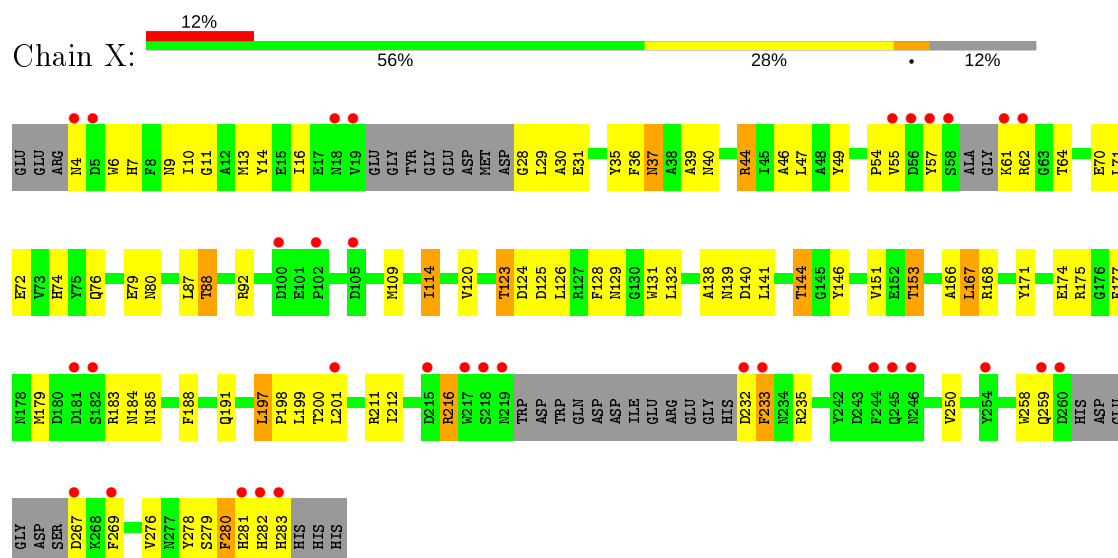 12%
Chain X:
56% 28% • 12%
GLU GLU ARG N4 D5 W6 H7 F8 N9 I10 G11 A12 M13 Y14 E15 I16 E17 N18 V19 GLU GLY TYR GLY GLU ASP MET ASP G28 L29 A30 E31 Y35 F36 N37 A38 A39 N40 R44 I45 A46 L47 A48 Y49 P54 V55 D56 Y57 S58 ALA GLY K61 R62 G63 T64 E70 L71
E72 V73 H74 Y75 Q76 E79 N80 L87 T88 R92 D100 E101 P102 D105 M109 I114 V120 T123 D124 D125 L126 R127 F128 N129 G130 W131 L132 A138 N139 D140 L141 T144 G145 Y146 V151 E152 T153 A166 L167 R168 Y171 E174 R175 G176
N178 M179 D180 D181 S182 R183 N184 N185 F188 Q191 L197 P198 L199 T200 L201 R211 I212 D215 R216 W217 S218 N219 TRP ASP TRP GLN ASP ASP ILE GLU ARG GLU GLY HIS D232 F233 N234 R235 Y242 D243 F244 Q245 N246 V250 Y254 W258 Q259 D260 HIS ASP GLU
GLY ASP SER D267 K268 F269 V276 N277 Y278 S279 F280 H281 H282 H283 HIS HIS HIS